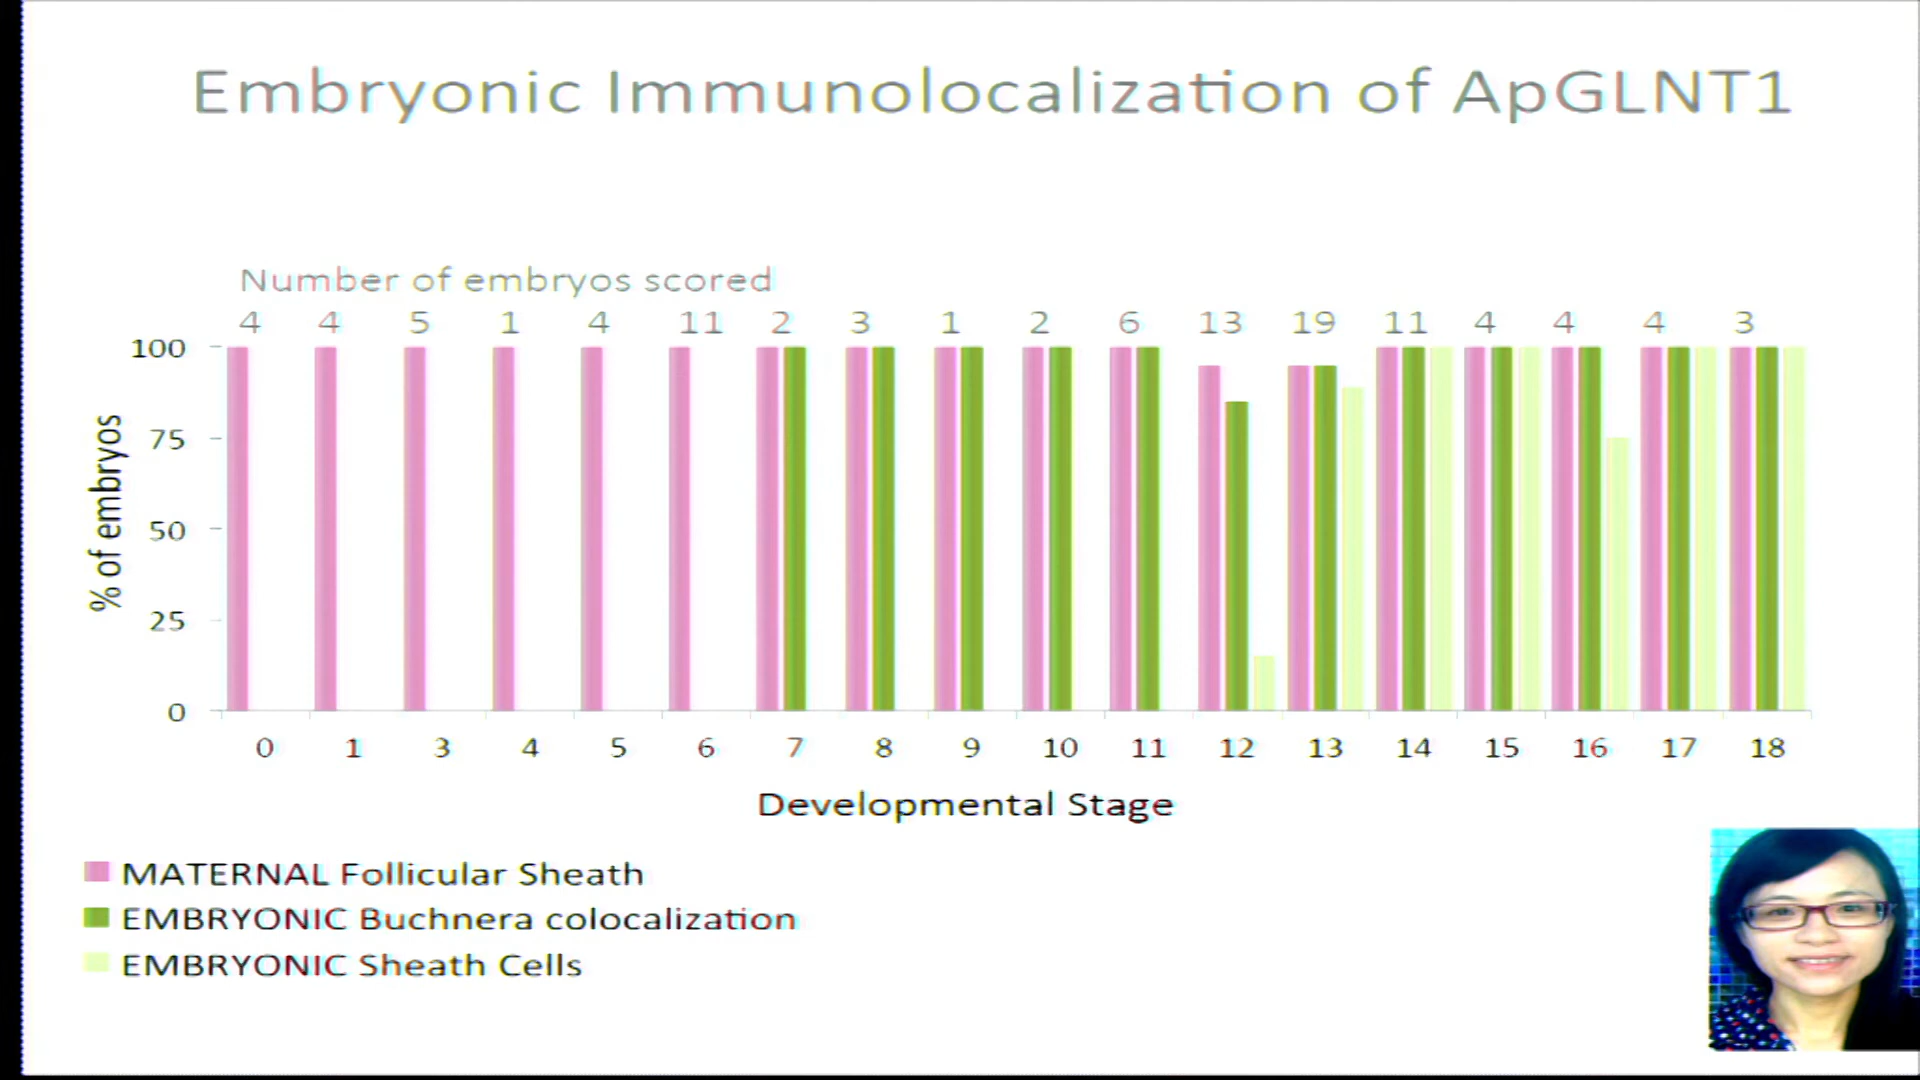 Embryonic Immunolocalization of ApGLNT1
Number of embryos scored
4 4 5 1 4 11 2 3 1 2 6 13 19 11 4 4 4 3
100
75
50
25
0
% of embryos
0 1 3 4 5 6 7 8 9 10 11 12 13 14 15 16 17 18
Developmental Stage
MATERNAL Follicular Sheath
EMBRYONIC Buchnera colocalization
EMBRYONIC Sheath Cells